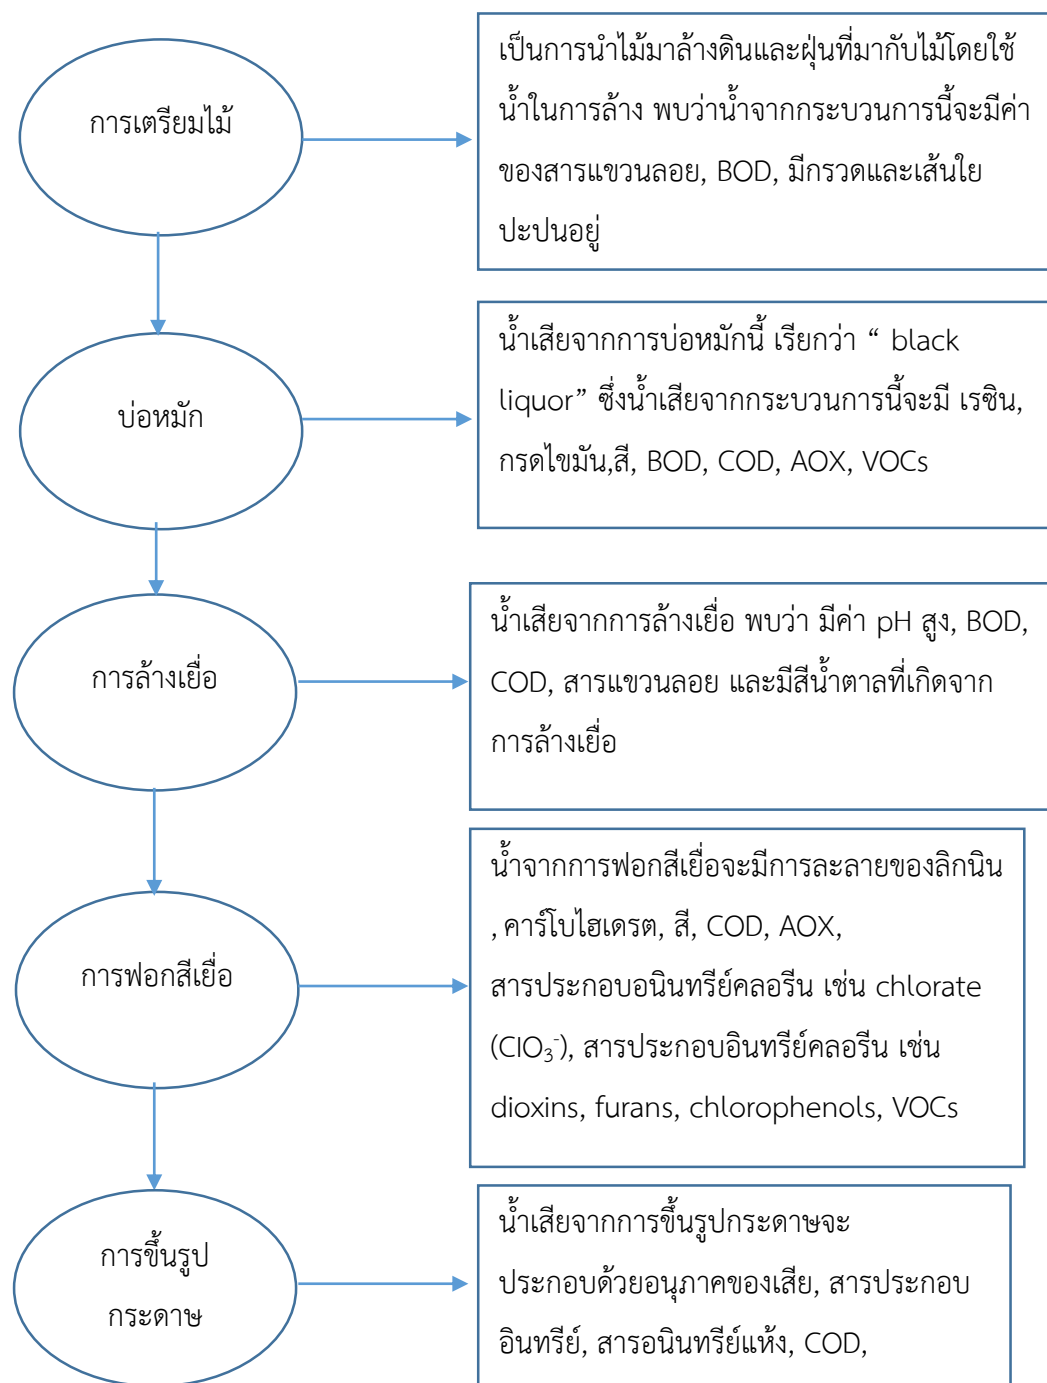 การเตรียมไม้
เป็นการนำไม้มาล้างดินและฝุ่นที่มากับไม้โดยใช้
น้ำในการล้าง พบว่าน้ำจากกระบวนการนี้จะมีค่า
ของสารแขวนลอย, BOD, มีกรวดและเส้นใย
ปะปนอยู่
บ่อหมัก
น้ำเสียจากการบ่อหมักนี้ เรียกว่า “ black
liquor” ซึ่งน้ำเสียจากกระบวนการนี้จะมี เรซิน,
กรดไขมัน,สี, BOD, COD, AOX, VOCs
การล้างเยื่อ
น้ำเสียจากการล้างเยื่อ พบว่า มีค่า pH สูง, BOD,
COD, สารแขวนลอย และมีสีน้ำตาลที่เกิดจาก
การล้างเยื่อ
การฟอกสีเยื่อ
น้ำจากการฟอกสีเยื่อจะมีการละลายของลิกนิน
, คาร์โบไฮเดรต, สี, COD, AOX,
สารประกอบอนินทรีย์คลอรีน เช่น chlorate
(ClO₃⁻), สารประกอบอินทรีย์คลอรีน เช่น
dioxins, furans, chlorophenols, VOCs
การขึ้นรูป
กระดาษ
น้ำเสียจากการขึ้นรูปกระดาษจะ
ประกอบด้วยอนุภาคของเสีย, สารประกอบ
อินทรีย์, สารอนินทรีย์แห้ง, COD,